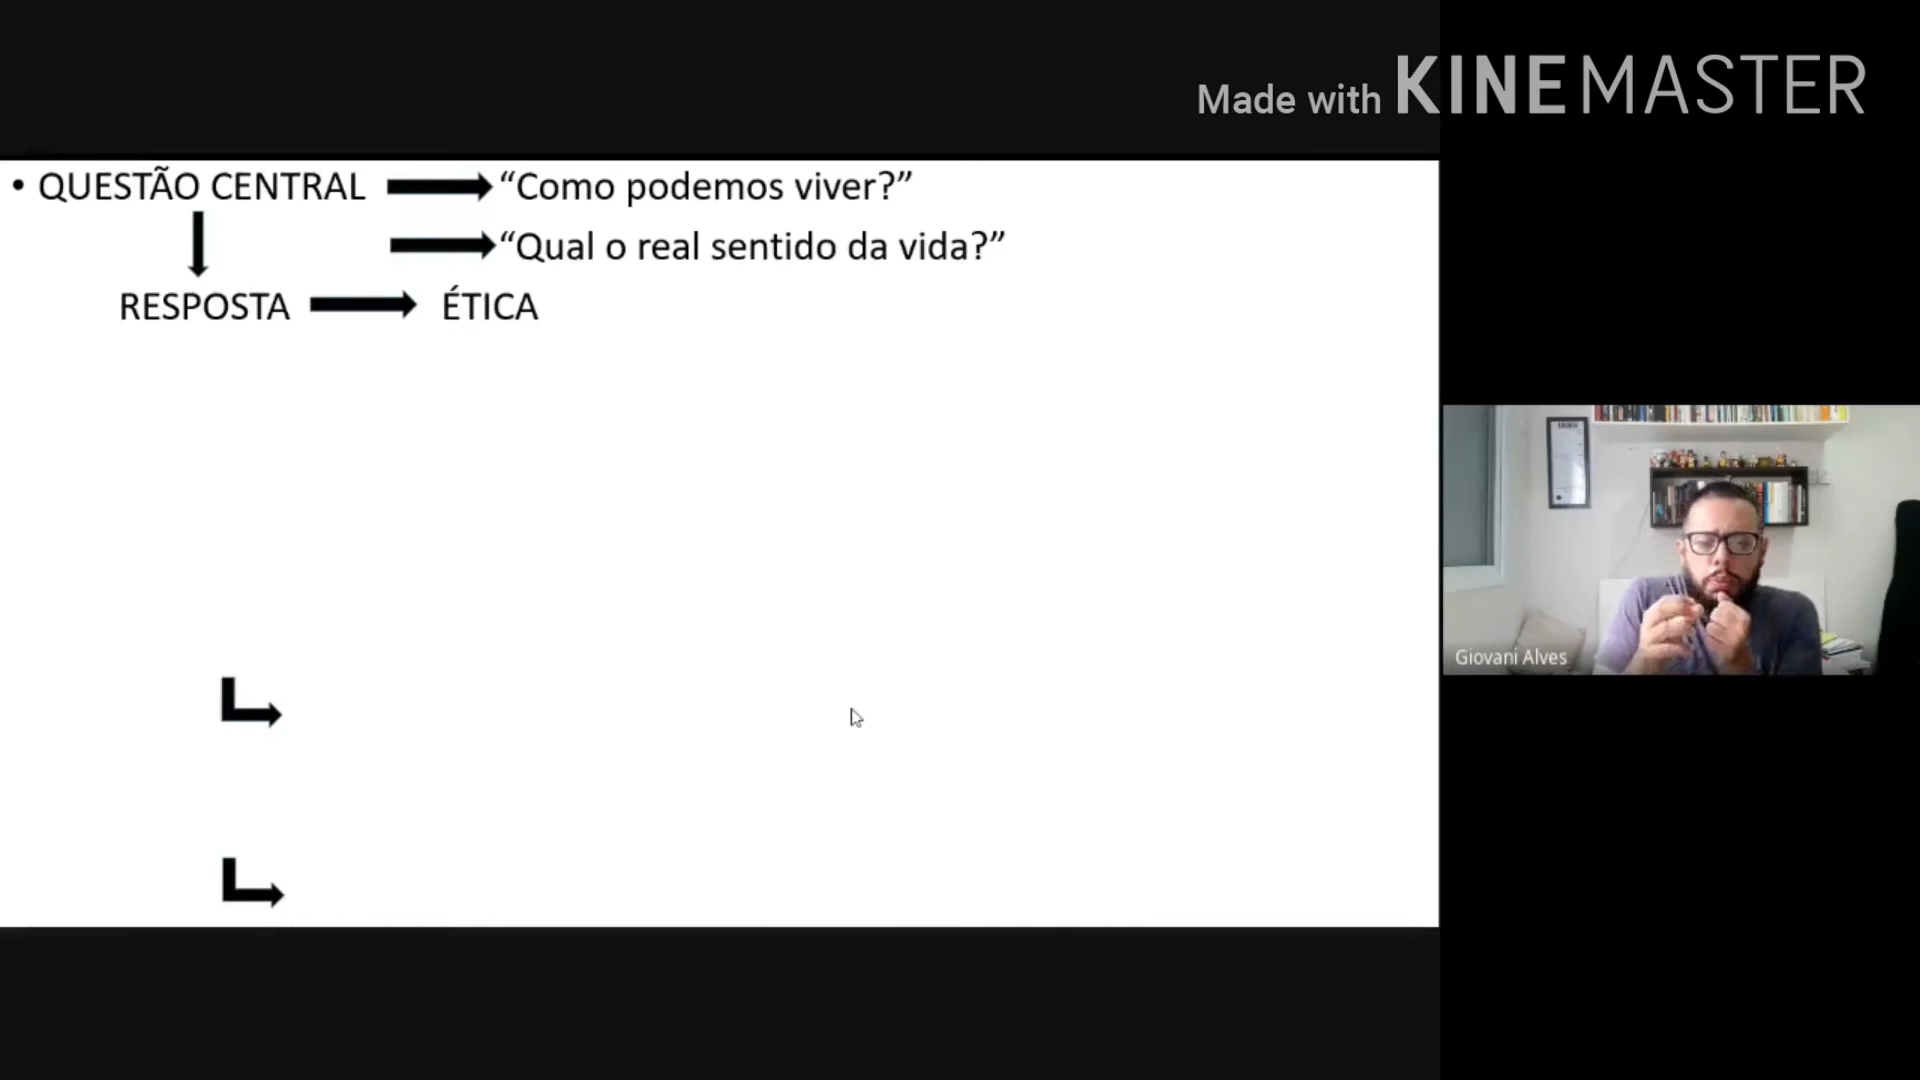 Made with KINEMASTER
• QUESTÃO CENTRAL “Como podemos viver?”
“Qual o real sentido da vida?”
RESPOSTA ÉTICA
Giovani Alves